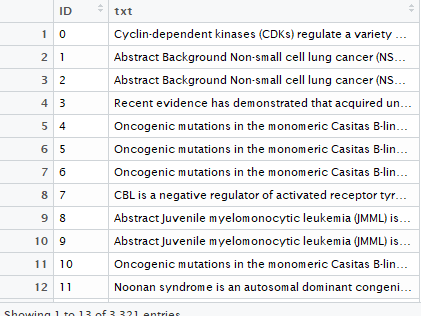 ID txt
1 0 Cyclin-dependent kinases (CDKs) regulate a variety ...
2 1 Abstract Background Non-small cell lung cancer (NS...
3 2 Abstract Background Non-small cell lung cancer (NS...
4 3 Recent evidence has demonstrated that acquired un...
5 4 Oncogenic mutations in the monomeric Casitas B-lin...
6 5 Oncogenic mutations in the monomeric Casitas B-lin...
7 6 Oncogenic mutations in the monomeric Casitas B-lin...
8 7 CBL is a negative regulator of activated receptor tyr...
9 8 Abstract Juvenile myelomonocytic leukemia (JMML) is...
10 9 Abstract Juvenile myelomonocytic leukemia (JMML) is...
11 10 Oncogenic mutations in the monomeric Casitas B-lin...
12 11 Noonan syndrome is an autosomal dominant congeni...
Showing 1 to 13 of 3,321 entries